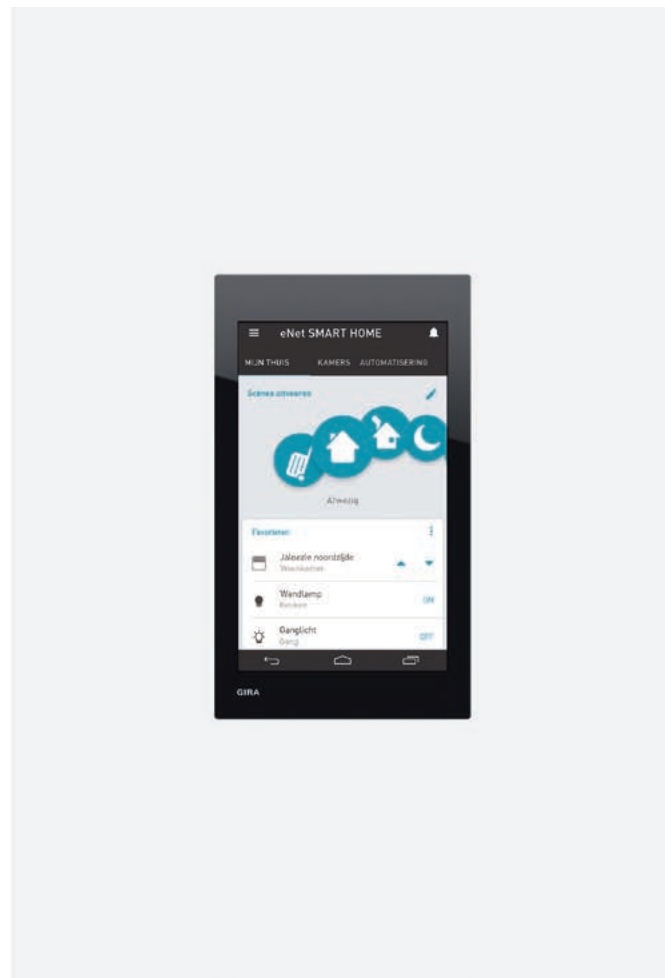 eNet SMART HOME
MIJN THUIS KAMERS AUTOMATISERING
Scenes uitvoeren
Afwezig
Favorieten
Jaloezie noordzijde
Woonkamer
Wandlamp
Keuken
ON
Ganglicht
Gang
OFF
GIRA